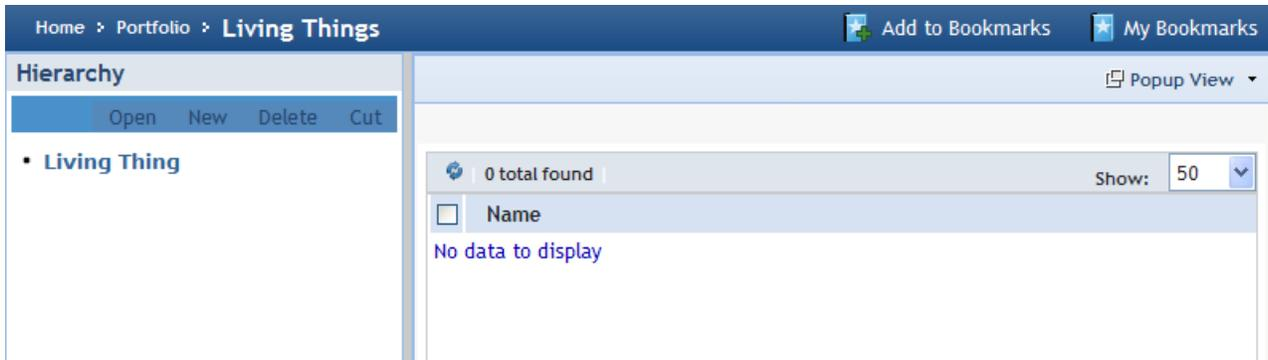 Home > Portfolio > Living Things
Add to Bookmarks
My Bookmarks
Hierarchy
Popup View
Open New Delete Cut
• Living Thing
0 total found
Show: 50
Name
No data to display